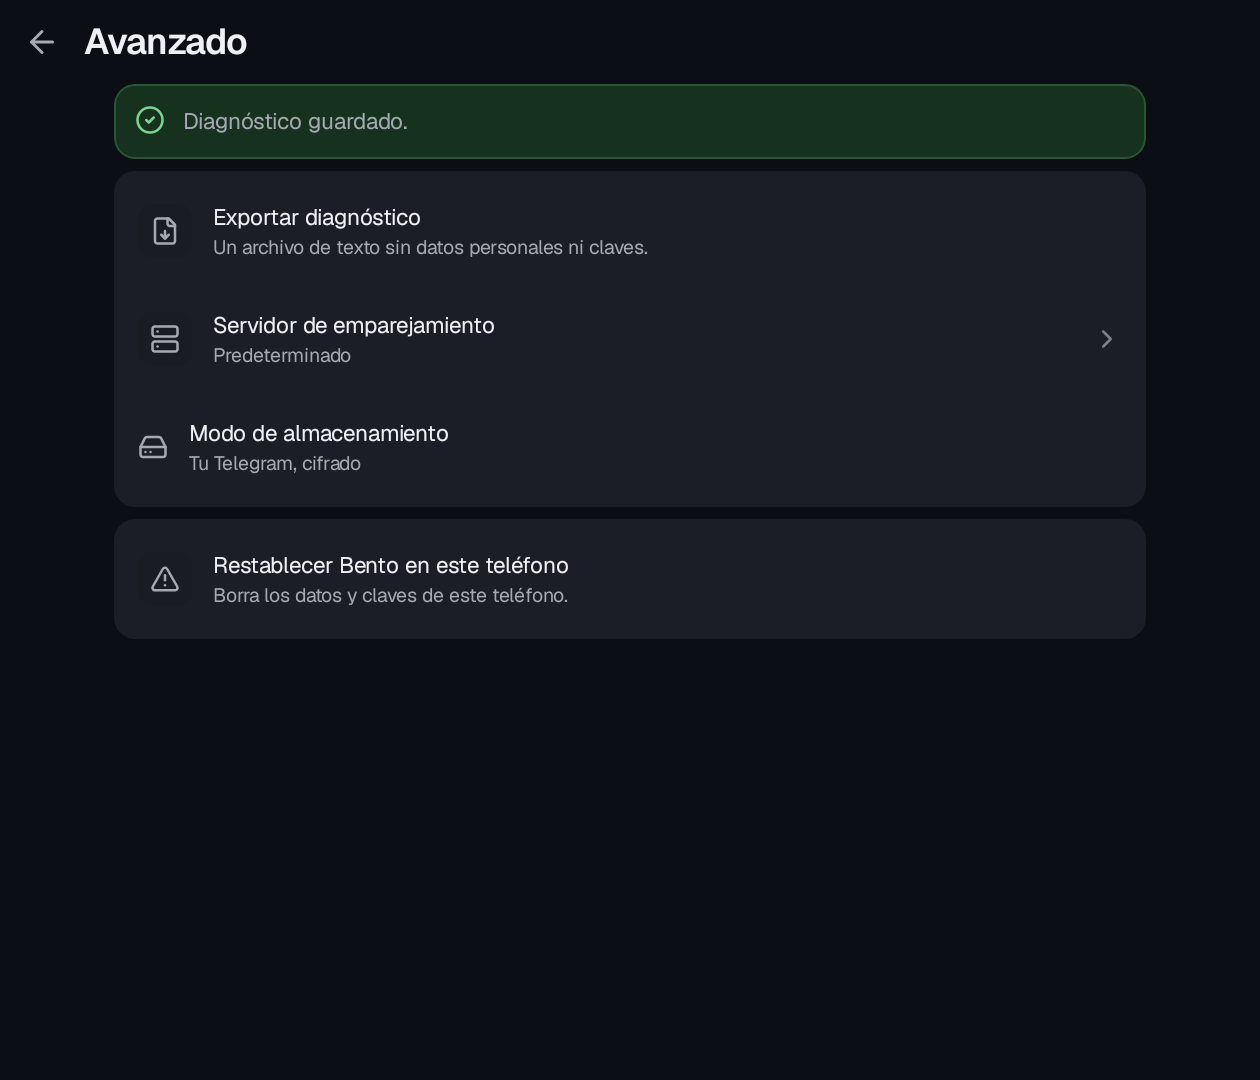 Avanzado
Diagnóstico guardado.
Exportar diagnóstico
Un archivo de texto sin datos personales ni claves.
Servidor de emparejamiento
Predeterminado
Modo de almacenamiento
Tu Telegram, cifrado
Restablecer Bento en este teléfono
Borra los datos y claves de este teléfono.